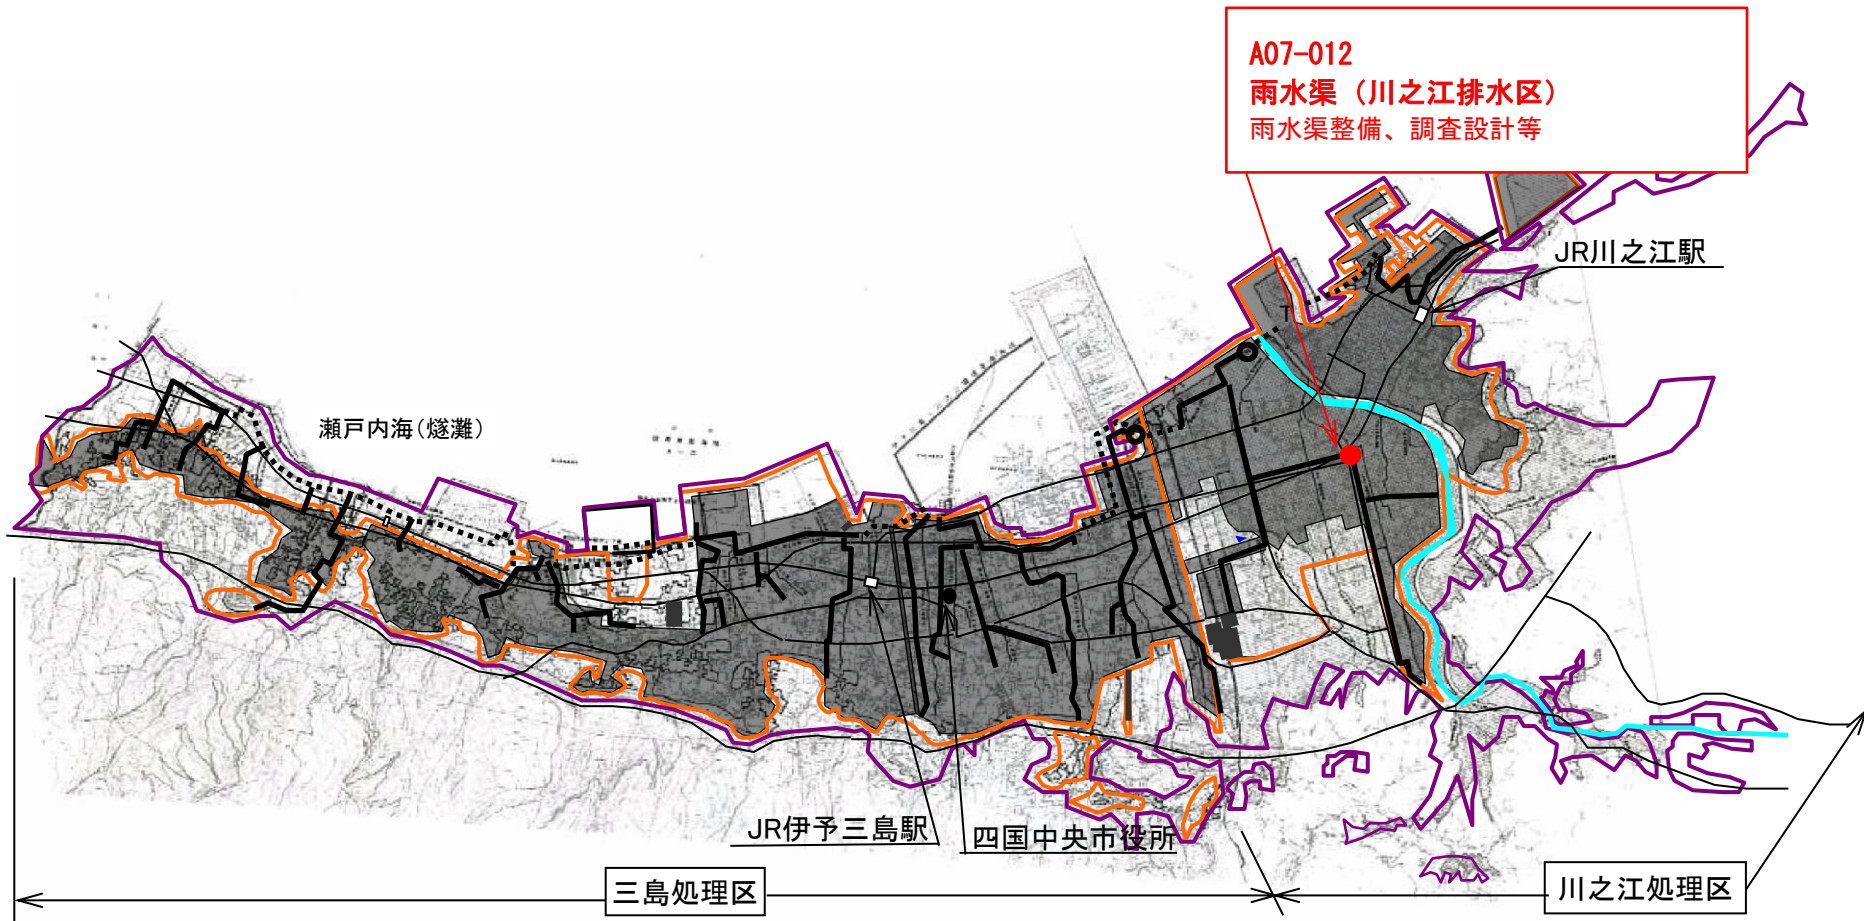 A07-012
雨水渠（川之江排水区）
雨水渠整備、調査設計等
JR川之江駅
T
瀬戸内海（燧灘）
JR伊予三島駅
四国中央市役所
三島処理区
川之江処理区